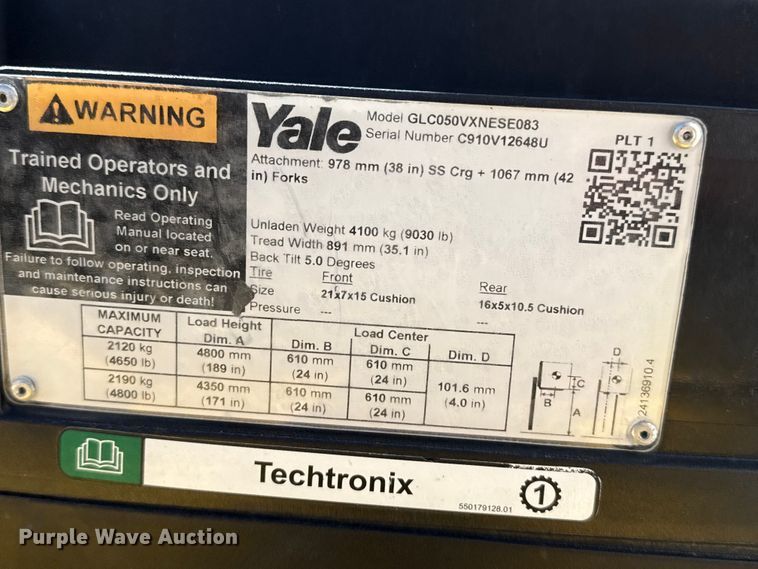 WARNING
Trained Operators and
Mechanics Only
Read Operating
Manual located
on or near seat.
Failure to follow operating, inspection
and maintenance instructions can
cause serious injury or death!
Yale
Model GLC050VXNESE083
Serial Number C910V12648U
PLT 1
Attachment: 978 mm (38 in) SS Crg + 1067 mm (42
in) Forks
Unladen Weight 4100 kg (9030 lb)
Tread Width 891 mm (35.1 in)
Back Tilt 5.0 Degrees
Tire Front Rear
Size 21x7x15 Cushion 16x5x10.5 Cushion
Pressure --- ---
MAXIMUM CAPACITY Load Height Dim. A Load Center
Dim. B Dim. C Dim. D
2120 kg (4650 lb) 4800 mm (189 in) 610 mm (24 in) 610 mm (24 in) 101.6 mm (4.0 in)
2190 kg (4800 lb) 4350 mm (171 in) 610 mm (24 in) 610 mm (24 in)
D
C
B
A
24136910.4
Techtronix
550179128.01
1
Purple Wave Auction